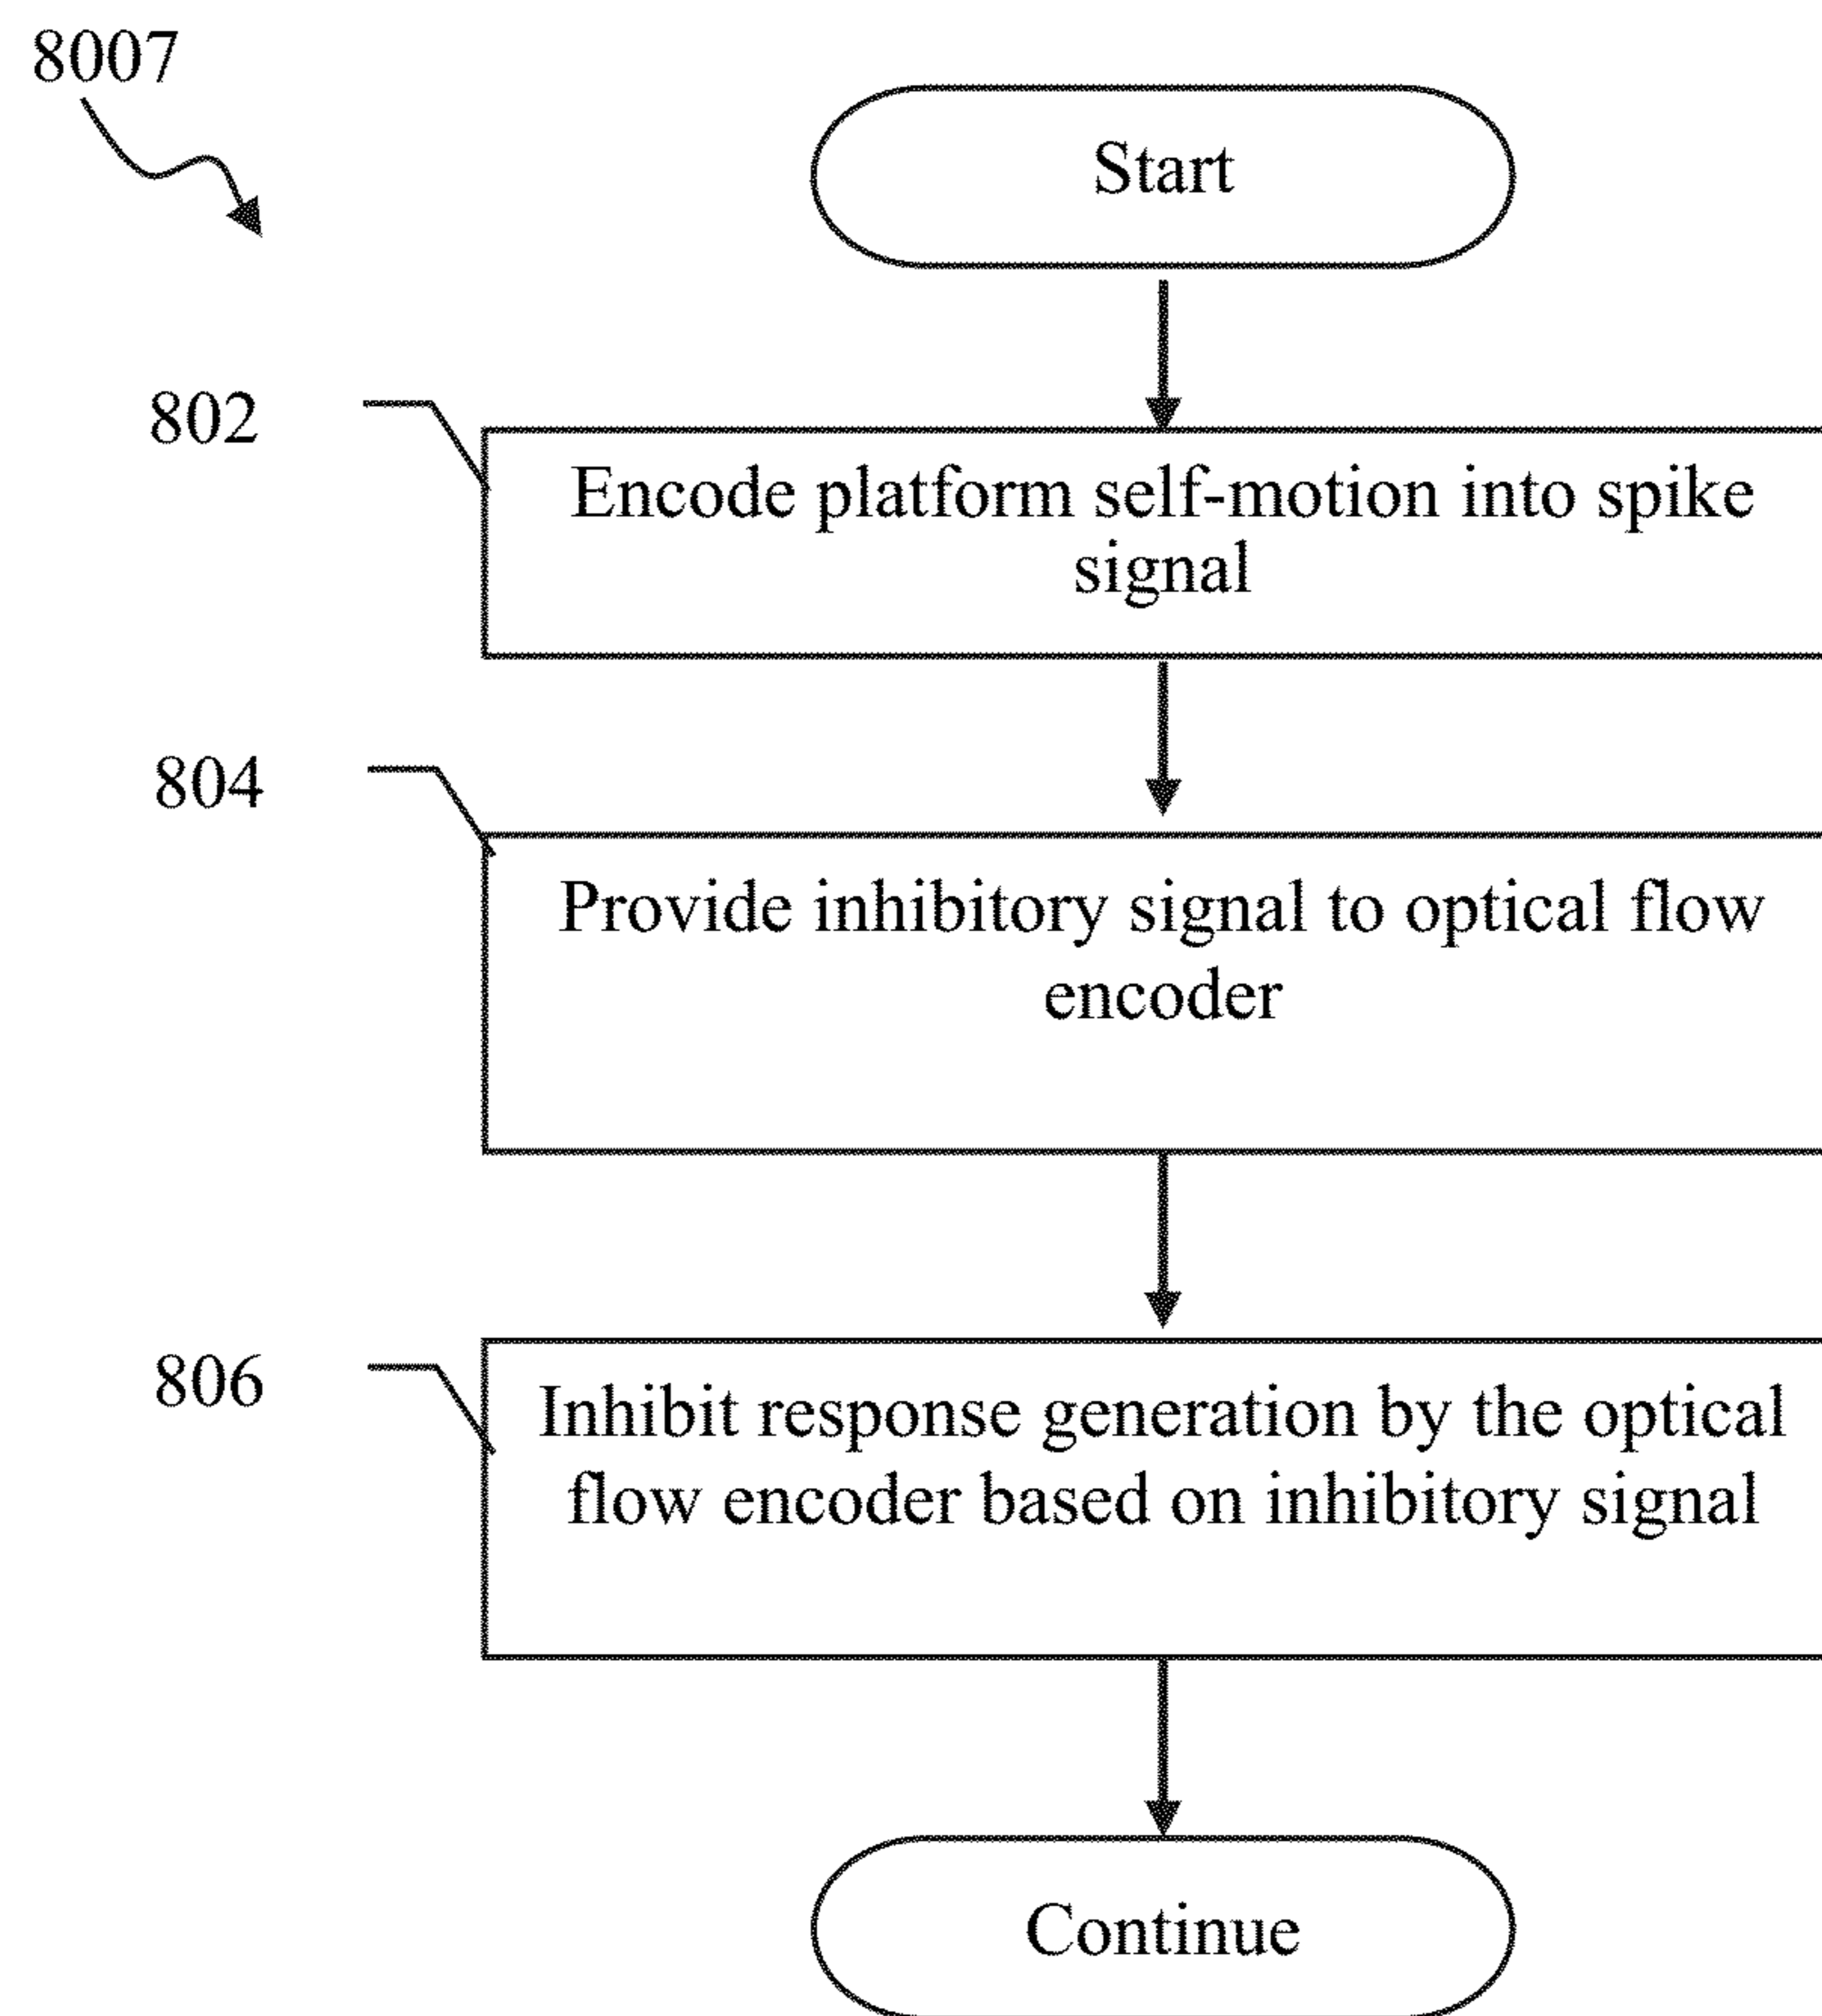 8007
Start
802
Encode platform self-motion into spike
signal
804
Provide inhibitory signal to optical flow
encoder
806
Inhibit response generation by the optical
flow encoder based on inhibitory signal
Continue